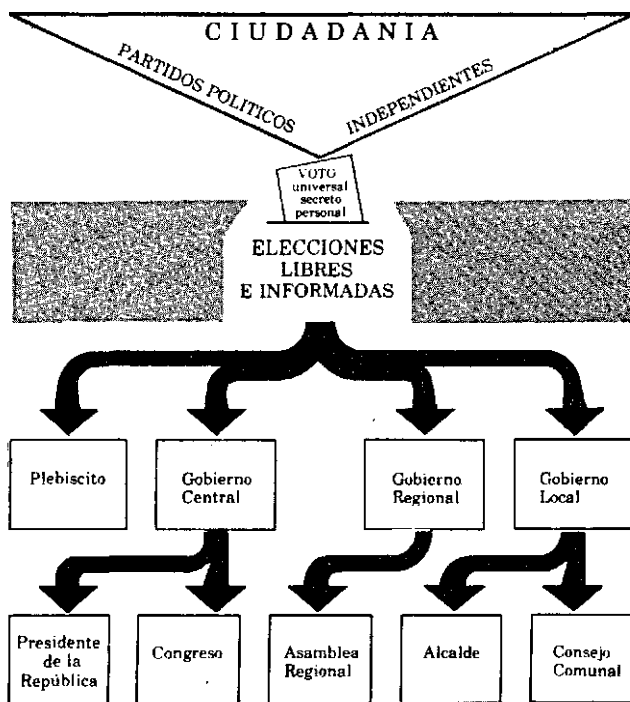 CIUDADANIA
PARTIDOS POLITICOS
INDEPENDIENTES
VOTO
universal
secreto
personal
ELECCIONES
LIBRES
E INFORMADAS
Plebiscito
Gobierno
Central
Gobierno
Regional
Gobierno
Local
Presidente
de la
República
Congreso
Asamblea
Regional
Alcalde
Consejo
Comunal